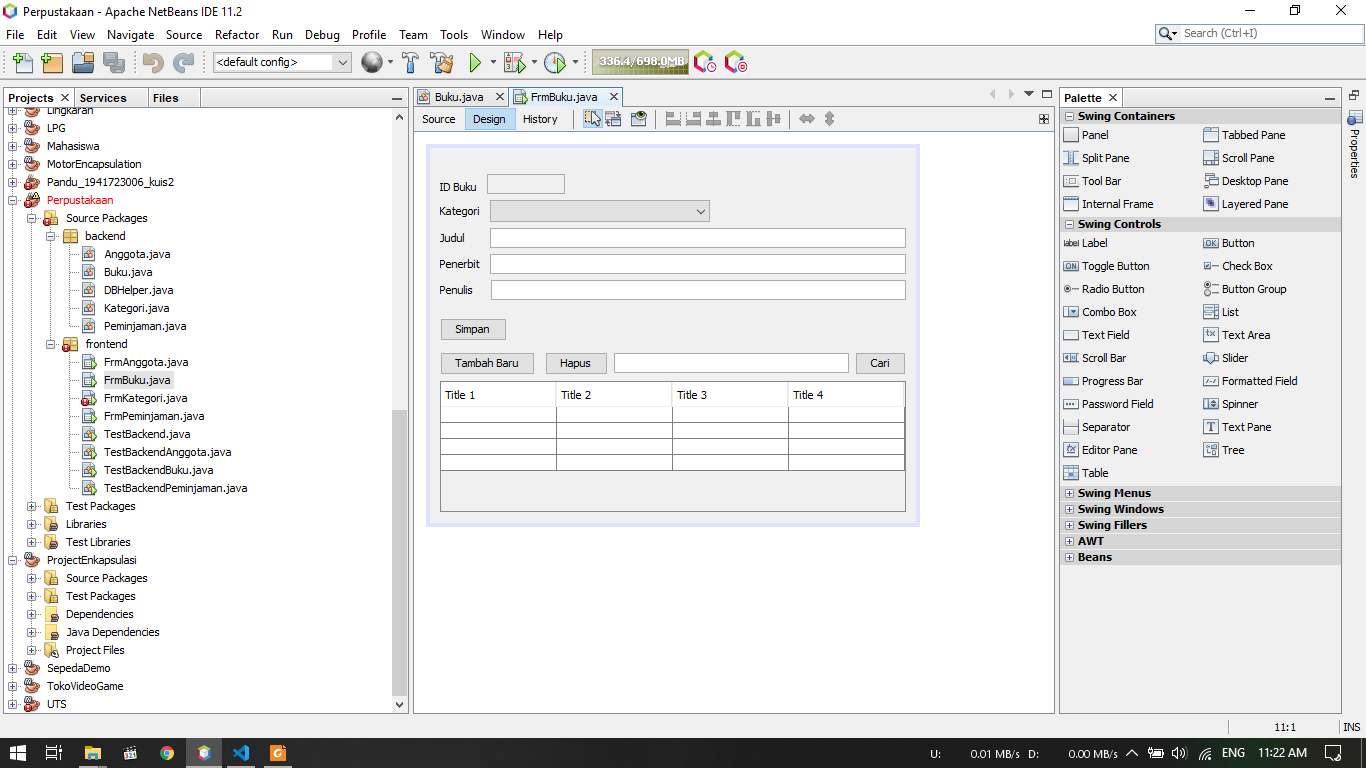 Perpustakaan - Apache NetBeans IDE 11.2
File Edit View Navigate Source Refactor Run Debug Profile Team Tools Window Help
Search (Ctrl+I)
<default config>
336.4/698.0MB
Projects Services Files
Lingkaran
LPG
Mahasiswa
MotorEncapsulation
Pandu_1941723006_kuis2
Perpustakaan
Source Packages
backend
Anggota.java
Buku.java
DBHelper.java
Kategori.java
Peminjaman.java
frontend
FrmAnggota.java
FrmBuku.java
FrmKategori.java
FrmPeminjaman.java
TestBackend.java
TestBackendAnggota.java
TestBackendBuku.java
TestBackendPeminjaman.java
Test Packages
Libraries
Test Libraries
ProjectEnkapsulasi
Source Packages
Test Packages
Dependencies
Java Dependencies
Project Files
SepedaDemo
TokoVideoGame
UTS
Buku.java FrmBuku.java
Source Design History
ID Buku
Kategori
Judul
Penerbit
Penulis
Simpan
Tambah Baru Hapus Cari
Title 1 Title 2 Title 3 Title 4
Palette
Swing Containers
Panel Tabbed Pane
Split Pane Scroll Pane
Tool Bar Desktop Pane
Internal Frame Layered Pane
Swing Controls
label Label OK Button
ON Toggle Button Check Box
Radio Button Button Group
Combo Box List
Text Field Text Area
Scroll Bar Slider
Progress Bar Formatted Field
Password Field Spinner
Separator Text Pane
Editor Pane Tree
Table
Swing Menus
Swing Windows
Swing Fillers
AWT
Beans
Properties
11:1 INS
U: 0.01 MB/s D: 0.00 MB/s ENG 11:22 AM